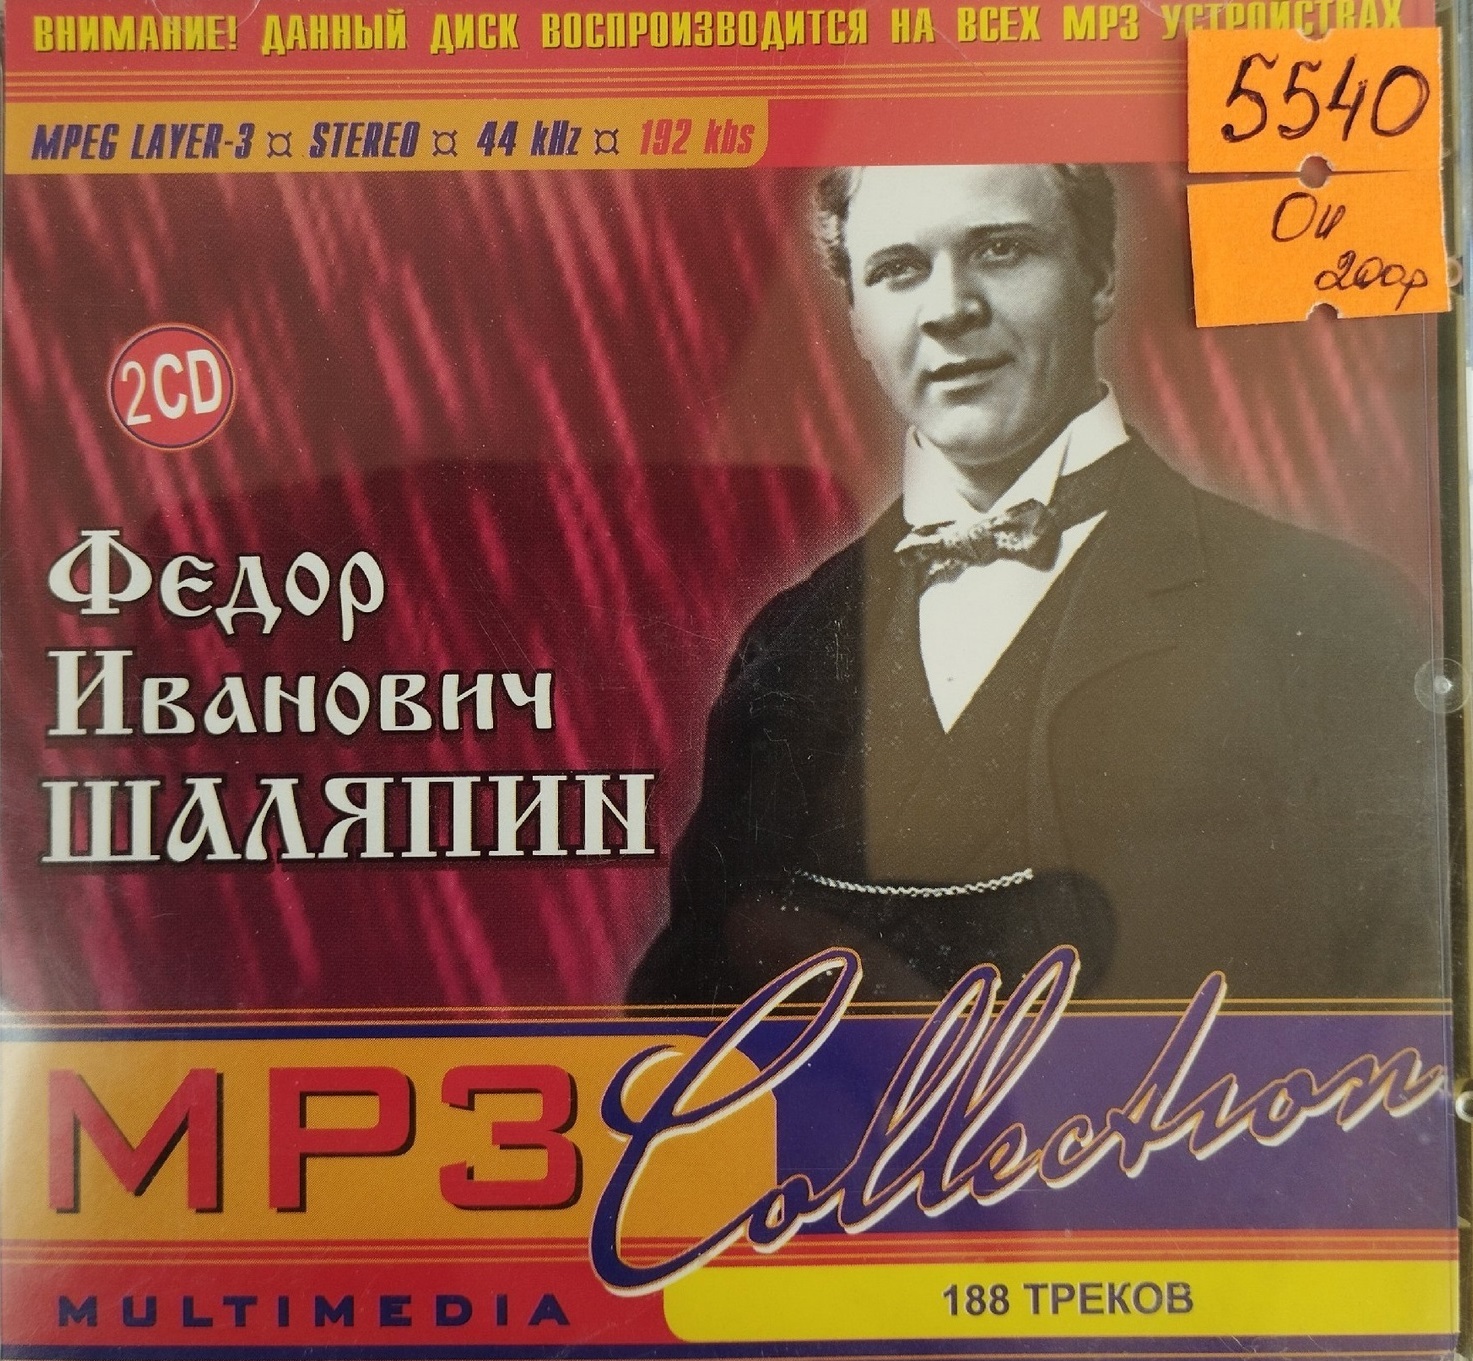 ВНИМАНИЕ! ДАННЫЙ ДИСК ВОСПРОИЗВОДИТСЯ НА ВСЕХ MP3 УСТРОЙСТВАХ
MPEG LAYER-3 ¤ STEREO ¤ 44 kHz ¤ 192 kbs
5540
200р
2CD
Федор
Иванович
ШАЛЯПИН
MP3 Collection
MULTIMEDIA
188 ТРЕКОВ